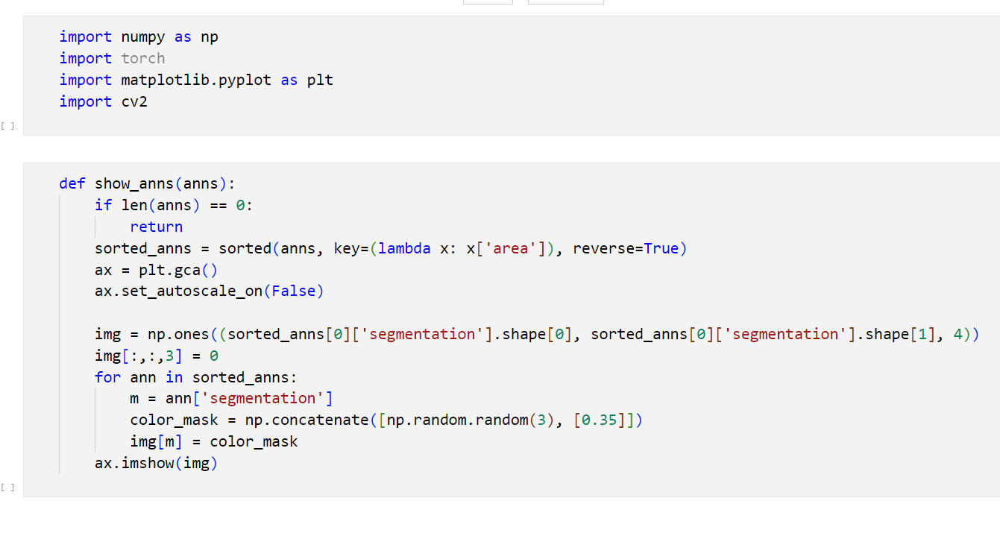 import numpy as np
import torch
import matplotlib.pyplot as plt
import cv2
[ ]
def show_anns(anns):
    if len(anns) == 0:
        return
    sorted_anns = sorted(anns, key=(lambda x: x['area']), reverse=True)
    ax = plt.gca()
    ax.set_autoscale_on(False)

    img = np.ones((sorted_anns[0]['segmentation'].shape[0], sorted_anns[0]['segmentation'].shape[1], 4))
    img[:,:,3] = 0
    for ann in sorted_anns:
        m = ann['segmentation']
        color_mask = np.concatenate([np.random.random(3), [0.35]])
        img[m] = color_mask
    ax.imshow(img)
[ ]